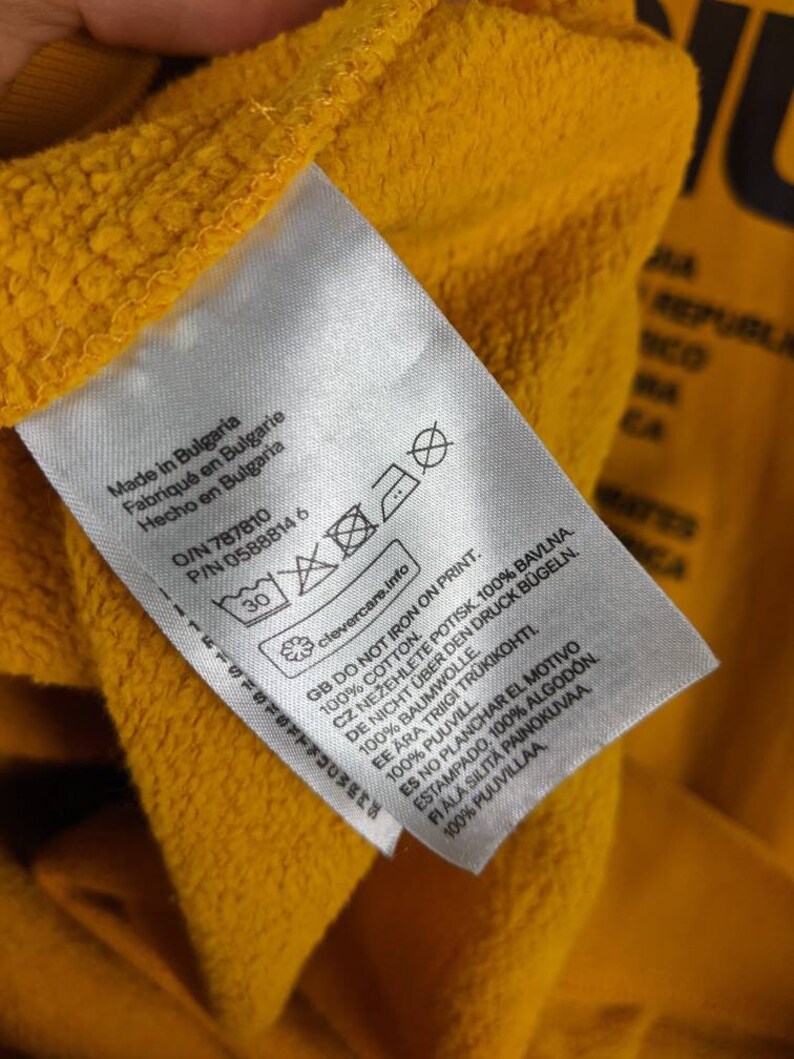 Made in Bulgaria
Fabriqué en Bulgarie
Hecho en Bulgaria
O/N 787810
P/N 0588814 6
30
clevercare.info
GB DO NOT IRON ON PRINT.
100% COTTON.
CZ NEŽEHLETE POTISK. 100% BAVLNA.
DE NICHT ÜBER DEN DRUCK BÜGELN.
100% BAUMWOLLE
EE ÄRA TRIIGI TRÜKIKOHTI.
100% PUUVILL
ES NO PLANCHAR EL MOTIVO
ESTAMPADO. 100% ALGODÓN.
FI ÄLÄ SILITÄ PAINOKUVAA.
100% PUUVILLAA.